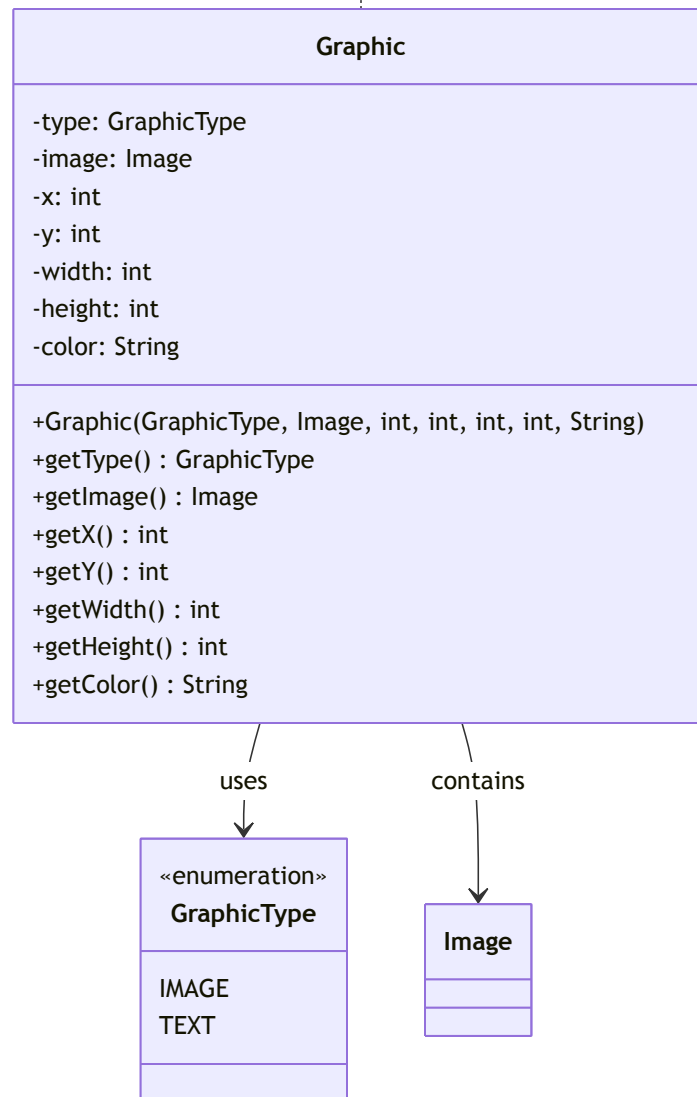 Graphic
-type: GraphicType
-image: Image
-x: int
-y: int
-width: int
-height: int
-color: String
+Graphic(GraphicType, Image, int, int, int, int, String)
+getType() : GraphicType
+getImage() : Image
+getX() : int
+getY() : int
+getWidth() : int
+getHeight() : int
+getColor() : String
uses
contains
«enumeration»
GraphicType
IMAGE
TEXT
Image